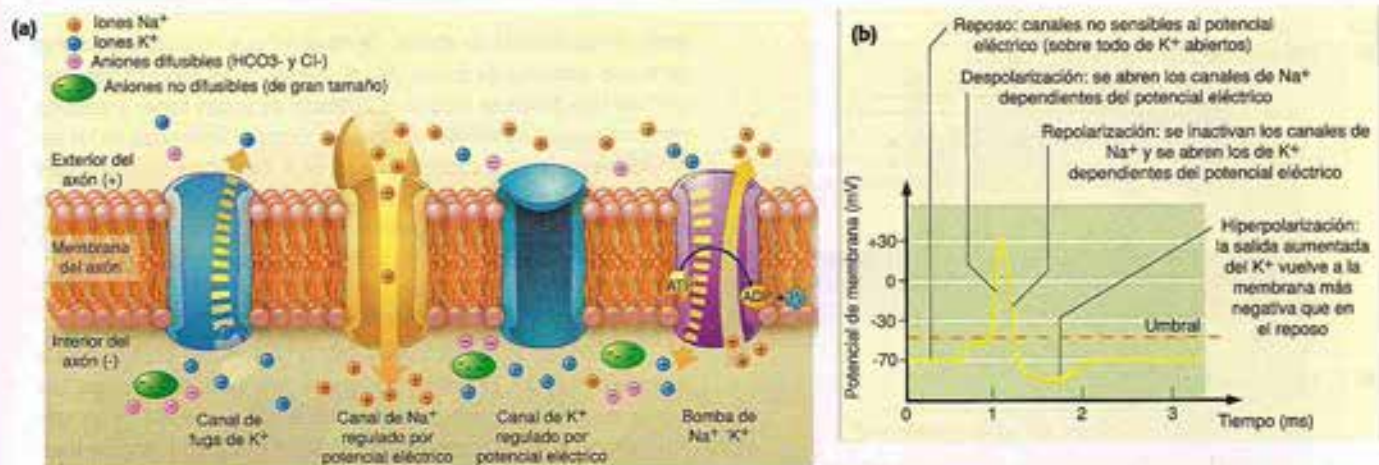 (a)
Iones Na⁺
Iones K⁺
Aniones difusibles (HCO3- y Cl-)
Aniones no difusibles (de gran tamaño)
Exterior del
axón (+)
Membrana
del axón
Interior del
axón (-)
ATP
ADP + P
Canal de
fuga de K⁺
Canal de Na⁺
regulado por
potencial eléctrico
Canal de K⁺
regulado por
potencial eléctrico
Bomba de
Na⁺ K⁺
(b)
Reposo: canales no sensibles al potencial
eléctrico (sobre todo de K⁺ abiertos)
Despolarización: se abren los canales de Na⁺
dependientes del potencial eléctrico
Repolarización: se inactivan los canales de
Na⁺ y se abren los de K⁺
dependientes del potencial eléctrico
Hiperpolarización:
la salida aumentada
del K⁺ vuelve a la
membrana más
negativa que en
el reposo
Potencial de membrana (mV)
+30
0
-30
-70
Umbral
0
1
2
3
Tiempo (ms)